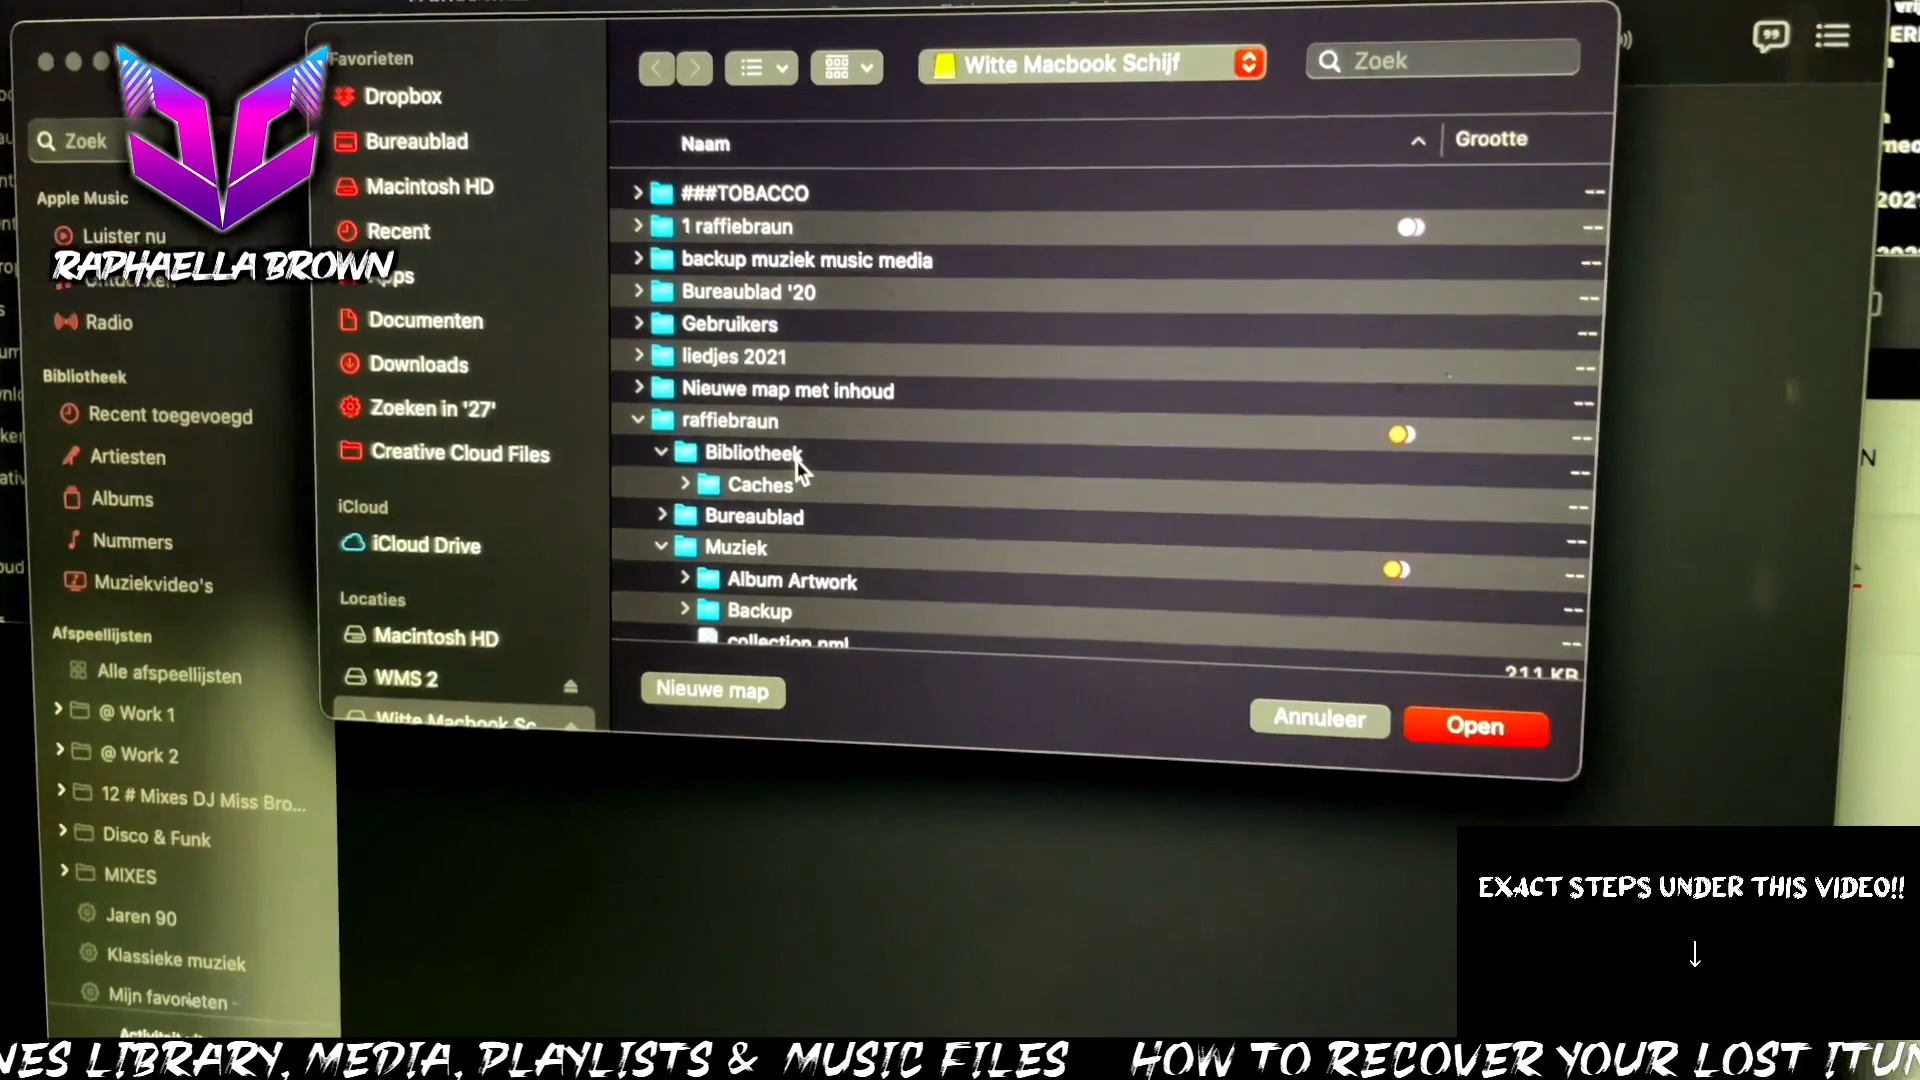 RAPHAELLA BROWN
Zoek
Apple Music
Luister nu
Radio
Bibliotheek
Recent toegevoegd
Artiesten
Albums
Nummers
Muziekvideo's
Afspeellijsten
Alle afspeellijsten
@ Work 1
@ Work 2
12 # Mixes DJ Miss Bro...
Disco & Funk
MIXES
Jaren 90
Klassieke muziek
Mijn favorieten
Favorieten
Dropbox
Bureaublad
Macintosh HD
Recent
Documenten
Downloads
Zoeken in '27'
Creative Cloud Files
iCloud
iCloud Drive
Locaties
Macintosh HD
WMS 2
Witte Macbook Sc
Witte Macbook Schijf
Zoek
Naam
Grootte
###TOBACCO
--
1 raffiebraun
--
backup muziek music media
--
Bureaublad '20
--
Gebruikers
--
liedjes 2021
--
Nieuwe map met inhoud
--
raffiebraun
--
Bibliotheek
--
Caches
--
Bureaublad
--
Muziek
--
Album Artwork
--
Backup
--
collection.nml
211 KB
Nieuwe map
Annuleer
Open
EXACT STEPS UNDER THIS VIDEO!!
↓
NES LIBRARY, MEDIA, PLAYLISTS & MUSIC FILES HOW TO RECOVER YOUR LOST ITUN